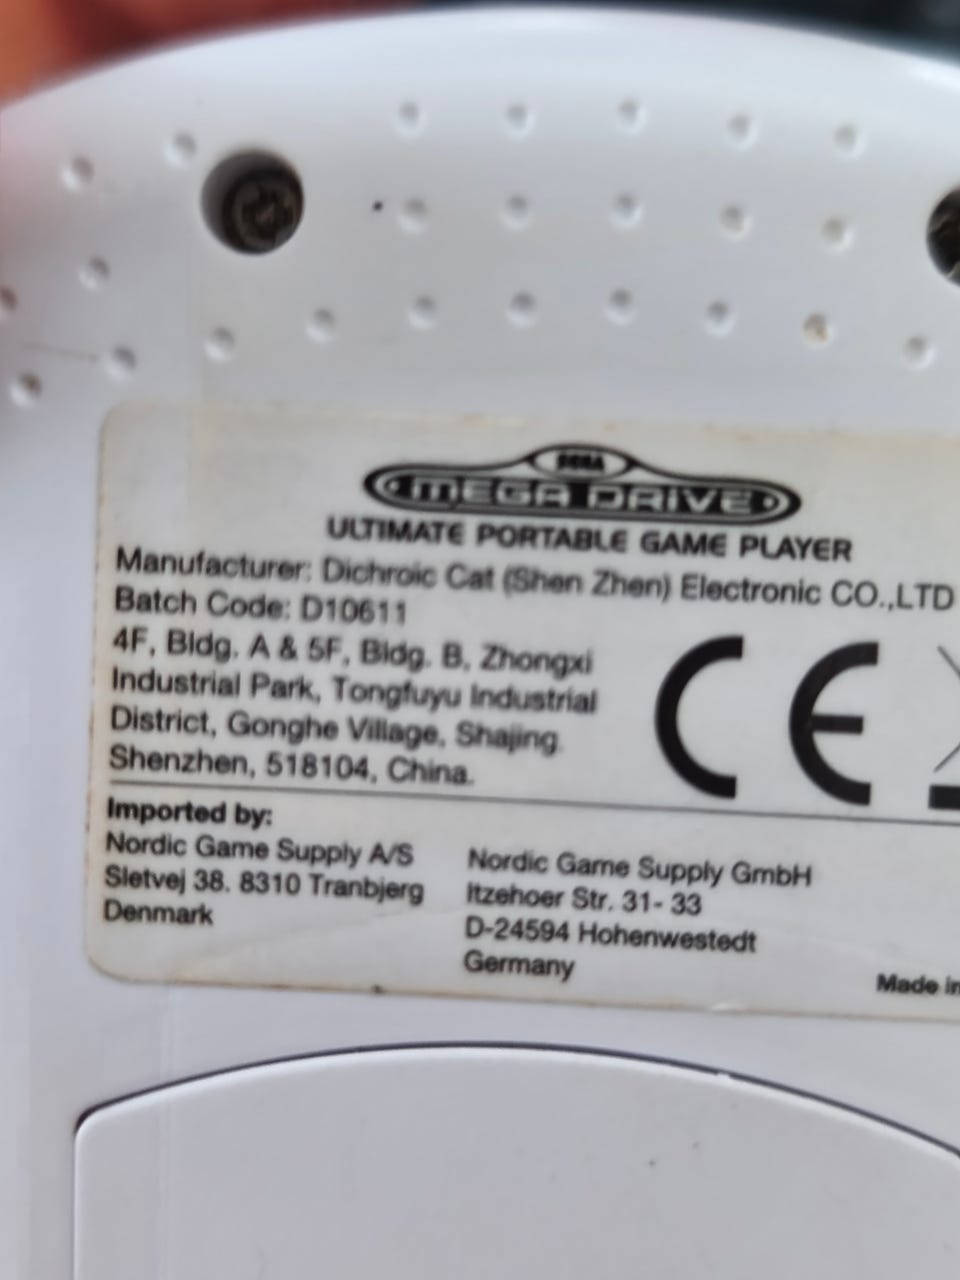 SEGA
MEGA DRIVE
ULTIMATE PORTABLE GAME PLAYER
Manufacturer: Dichroic Cat (Shen Zhen) Electronic CO.,LTD
Batch Code: D10611
4F, Bldg. A & 5F, Bldg. B, Zhongxi
Industrial Park, Tongfuyu Industrial
District, Gonghe Village, Shajing.
Shenzhen, 518104, China.
CE
Imported by:
Nordic Game Supply A/S
Sletvej 38. 8310 Tranbjerg
Denmark
Nordic Game Supply GmbH
Itzehoer Str. 31- 33
D-24594 Hohenwestedt
Germany
Made in